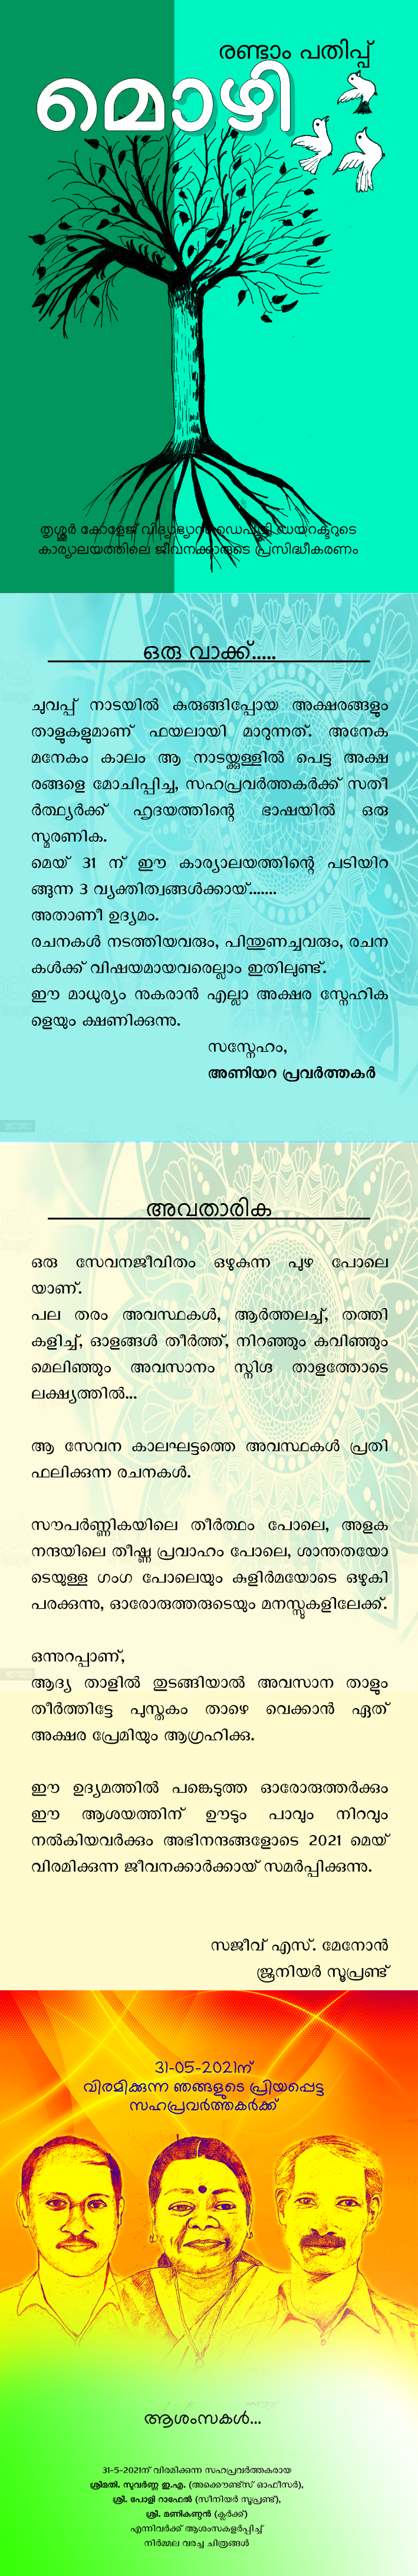 രണ്ടാം പതിപ്പ്
മൊഴി
തൃശ്ശൂർ കോളേജ് വിദ്യാഭ്യാസ ഡെപ്യൂട്ടി ഡയറക്ടറുടെ
കാര്യാലയത്തിലെ ജീവനക്കാരുടെ പ്രസിദ്ധീകരണം
ഒരു വാക്ക്.....
ചുവപ്പ് നാടയിൽ കുരുങ്ങിപ്പോയ അക്ഷരങ്ങളും
താളുകളുമാണ് ഫയലായി മാറുന്നത്. അനേക
മനേകം കാലം ആ നാടയ്ക്കുള്ളിൽ പെട്ട അക്ഷ
രങ്ങളെ മോചിപ്പിച്ച, സഹപ്രവർത്തകർക്ക് സതീ
ർത്ഥ്യർക്ക് ഹൃദയത്തിന്റെ ഭാഷയിൽ ഒരു
സ്മരണിക.
മെയ് 31 ന് ഈ കാര്യാലയത്തിന്റെ പടിയിറ
ങ്ങുന്ന 3 വ്യക്തിത്വങ്ങൾക്കായ്.......
അതാണീ ഉദ്യമം.
രചനകൾ നടത്തിയവരും, പിന്തുണച്ചവരും, രചന
കൾക്ക് വിഷയമായവരെല്ലാം ഇതിലുണ്ട്.
ഈ മാധുര്യം നുകരാൻ എല്ലാ അക്ഷര സ്നേഹിക
ളെയും ക്ഷണിക്കുന്നു.
സസ്നേഹം,
അണിയറ പ്രവർത്തകർ
അവതാരിക
ഒരു സേവനജീവിതം ഒഴുകുന്ന പുഴ പോലെ
യാണ്.
പല തരം അവസ്ഥകൾ, ആർത്തലച്ച്, തത്തി
കളിച്ച്, ഓളങ്ങൾ തീർത്ത്, നിറഞ്ഞും കവിഞ്ഞും
മെലിഞ്ഞും അവസാനം സ്നിഗ്ദ താളത്തോടെ
ലക്ഷ്യത്തിൽ...
ആ സേവന കാലഘട്ടത്തെ അവസ്ഥകൾ പ്രതി
ഫലിക്കുന്ന രചനകൾ.
സൗപർണ്ണികയിലെ തീർത്ഥം പോലെ, അളക
നന്ദയിലെ തീഷ്ണ പ്രവാഹം പോലെ, ശാന്തതയോ
ടെയുള്ള ഗംഗ പോലെയും കുളിർമയോടെ ഒഴുകി
പരക്കുന്നു, ഓരോരുത്തരുടെയും മനസ്സുകളിലേക്ക്.
ഒന്നുറപ്പാണ്,
ആദ്യ താളിൽ തുടങ്ങിയാൽ അവസാന താളും
തീർത്തിട്ടേ പുസ്തകം താഴെ വെക്കാൻ ഏത്
അക്ഷര പ്രേമിയും ആഗ്രഹിക്കൂ.
ഈ ഉദ്യമത്തിൽ പങ്കെടുത്ത ഓരോരുത്തർക്കും
ഈ ആശയത്തിന് ഊടും പാവും നിറവും
നൽകിയവർക്കും അഭിനന്ദങ്ങളോടെ 2021 മെയ്
വിരമിക്കുന്ന ജീവനക്കാർക്കായ് സമർപ്പിക്കുന്നു.
സജീവ് എസ്. മേനോൻ
ജൂനിയർ സൂപ്രണ്ട്
31-05-2021ന്
വിരമിക്കുന്ന ഞങ്ങളുടെ പ്രിയപ്പെട്ട
സഹപ്രവർത്തകർക്ക്
ആശംസകൾ...
31-5-2021ന് വിരമിക്കുന്ന സഹപ്രവർത്തകരായ
ശ്രീമതി. സുവർണ്ണ ഇ.എ. (അക്കൌണ്ട്സ് ഓഫീസർ),
ശ്രീ. പോളി റാഫേൽ (സീനിയർ സൂപ്രണ്ട്),
ശ്രീ. മണികണ്ഠൻ (ക്ലർക്ക്)
എന്നിവർക്ക് ആശംസകളർപ്പിച്ച്
നിർമ്മല വരച്ച ചിത്രങ്ങൾ